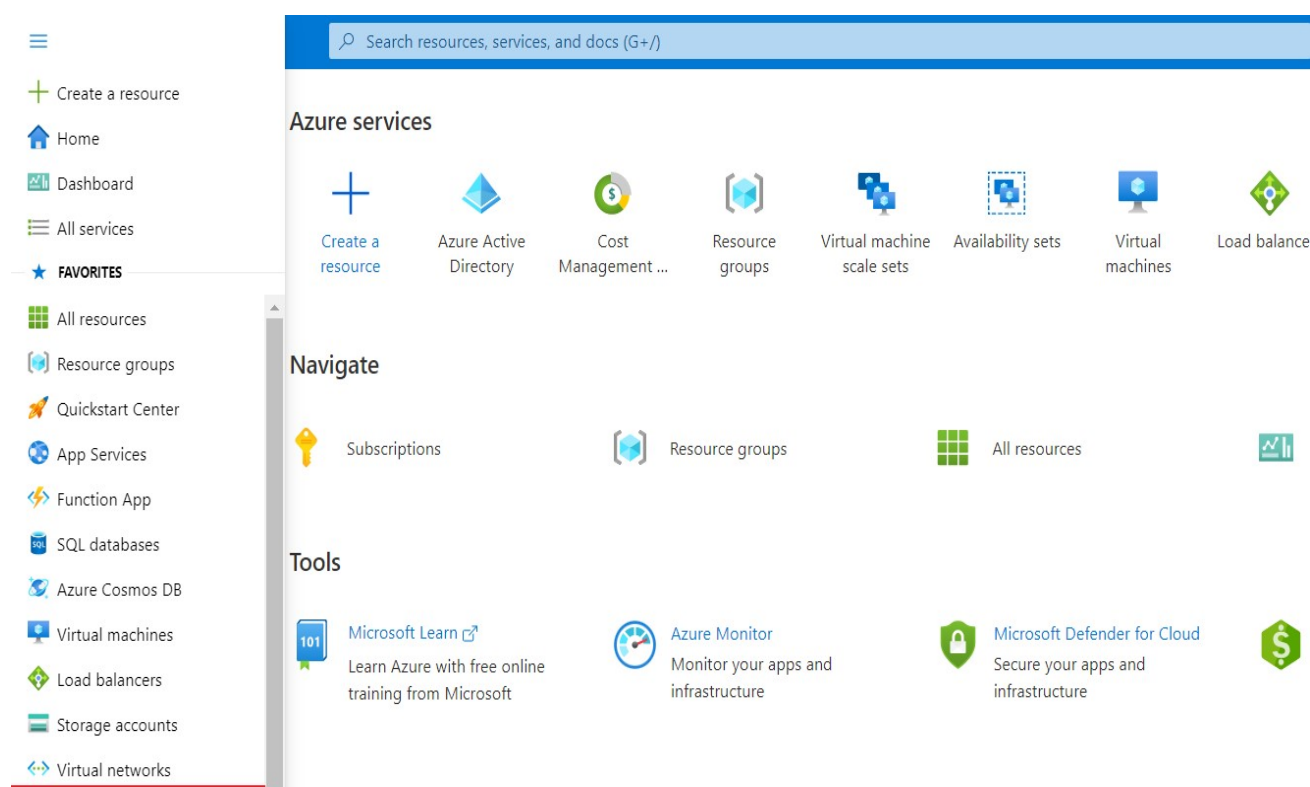 Create a resource
Home
Dashboard
All services
FAVORITES
All resources
Resource groups
Quickstart Center
App Services
Function App
SQL
SQL databases
Azure Cosmos DB
Virtual machines
Load balancers
Storage accounts
Virtual networks
Search resources, services, and docs (G+/)
Azure services
Create a
resource
Azure Active
Directory
$
Cost
Management ...
Resource
groups
Virtual machine
scale sets
Availability sets
Virtual
machines
Load balance
Navigate
Subscriptions
Resource groups
All resources
Tools
101
Microsoft Learn
Learn Azure with free online
training from Microsoft
Azure Monitor
Monitor your apps and
infrastructure
Microsoft Defender for Cloud
Secure your apps and
infrastructure
$